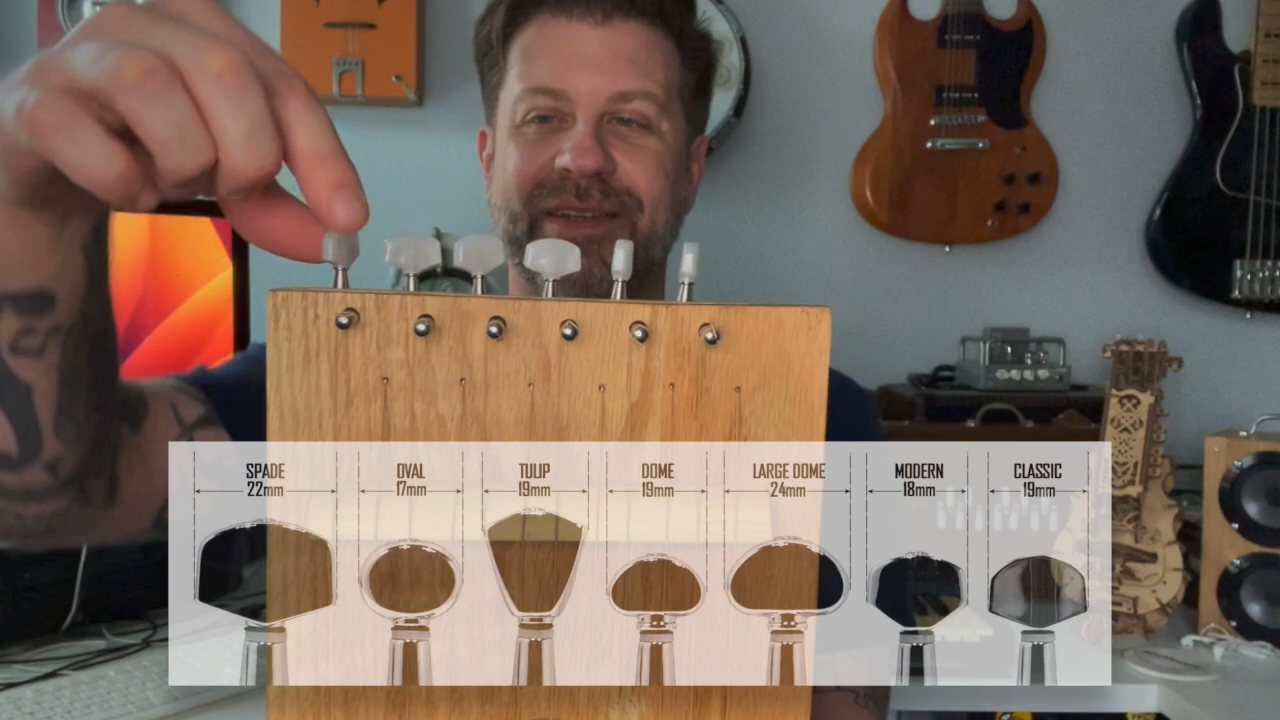 SPADE
22mm
OVAL
17mm
TULIP
19mm
DOME
19mm
LARGE DOME
24mm
MODERN
18mm
CLASSIC
19mm